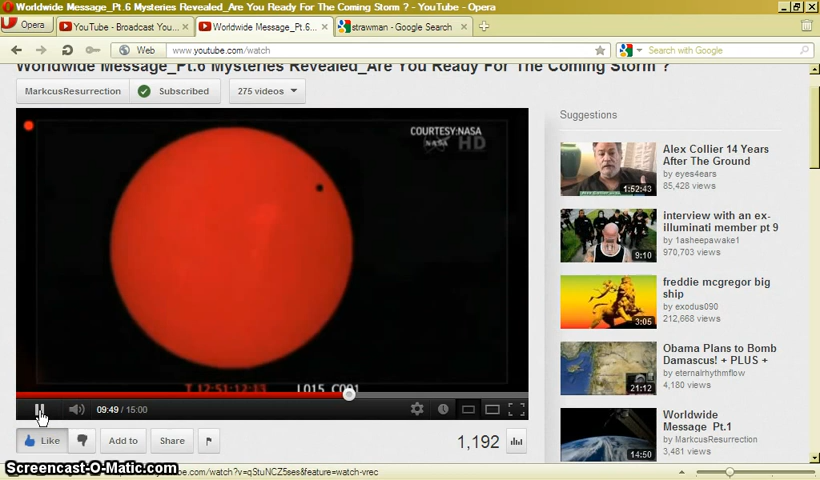 Worldwide Message_Pt.6 Mysteries Revealed_Are You Ready For The Coming Storm ? - YouTube - Opera
Opera
YouTube - Broadcast You...
Worldwide Message_Pt.6...
strawman - Google Search
Web
www.youtube.com/watch
Search with Google
Worldwide Message_Pt.6 Mysteries Revealed_Are You Ready For The Coming Storm ?
MarkcusResurrection
Subscribed
275 videos
COURTESY:NASA
NASA HD
T 12:51:12:13
L015 C001
09:49 / 15:00
Like
Add to
Share
1,192
Suggestions
Alex Collier 14 Years
After The Ground
by eyes4ears
85,428 views
1:52:43
interview with an ex-
illuminati member pt 9
by 1asheepawake1
970,703 views
9:10
freddie mcgregor big
ship
by exodus090
212,668 views
3:05
Obama Plans to Bomb
Damascus! + PLUS +
by eternalrhythmflow
4,180 views
21:12
Worldwide
Message_Pt.1
by MarkcusResurrection
3,481 views
14:50
Screencast-O-Matic.com
youtube.com/watch?v=qStuNCZ5ses&feature=watch-vrec